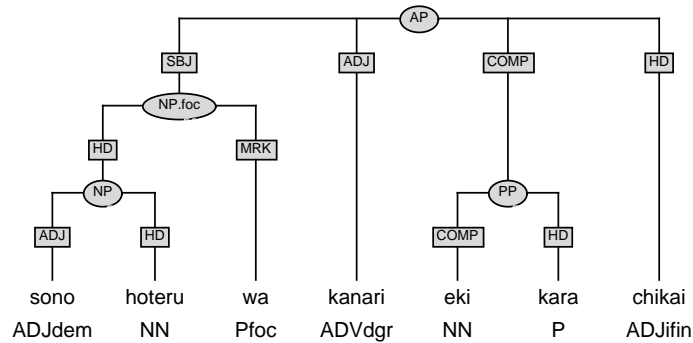 AP
SBJ ADJ COMP HD
NP.foc
HD MRK
NP PP
ADJ HD COMP HD
sono hoteru wa kanari eki kara chikai
ADJdem NN Pfoc ADVdgr NN P ADJifin